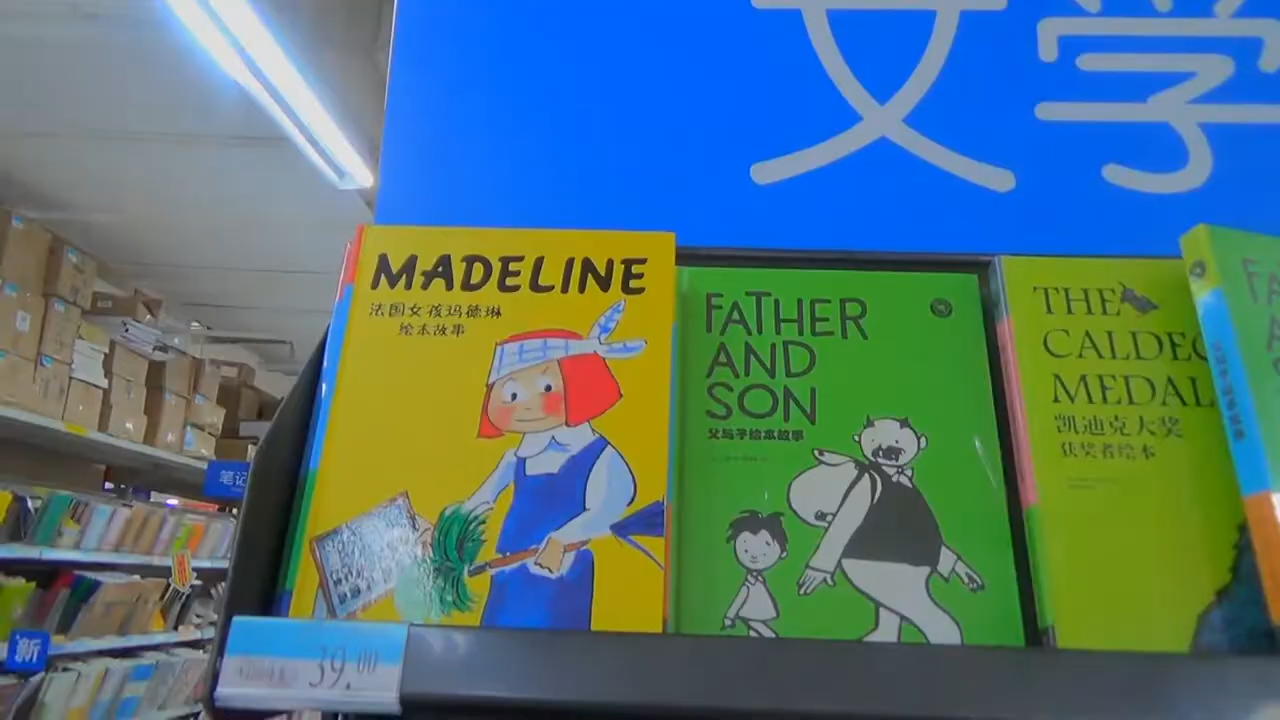 文学
MADELINE
法国女孩玛德琳
绘本故事
FATHER
AND
SON
父与子绘本故事
THE
CALDEC
MEDAL
凯迪克大奖
获奖者绘本
笔记
新
39.00